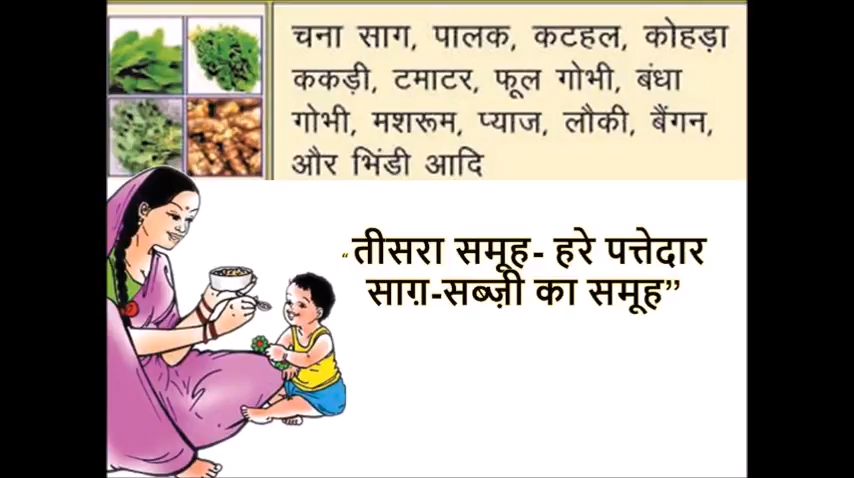 चना साग, पालक, कटहल, कोहड़ा
ककड़ी, टमाटर, फूल गोभी, बंधा
गोभी, मशरूम, प्याज, लौकी, बैंगन,
और भिंडी आदि
“तीसरा समूह- हरे पत्तेदार
साग़-सब्ज़ी का समूह”